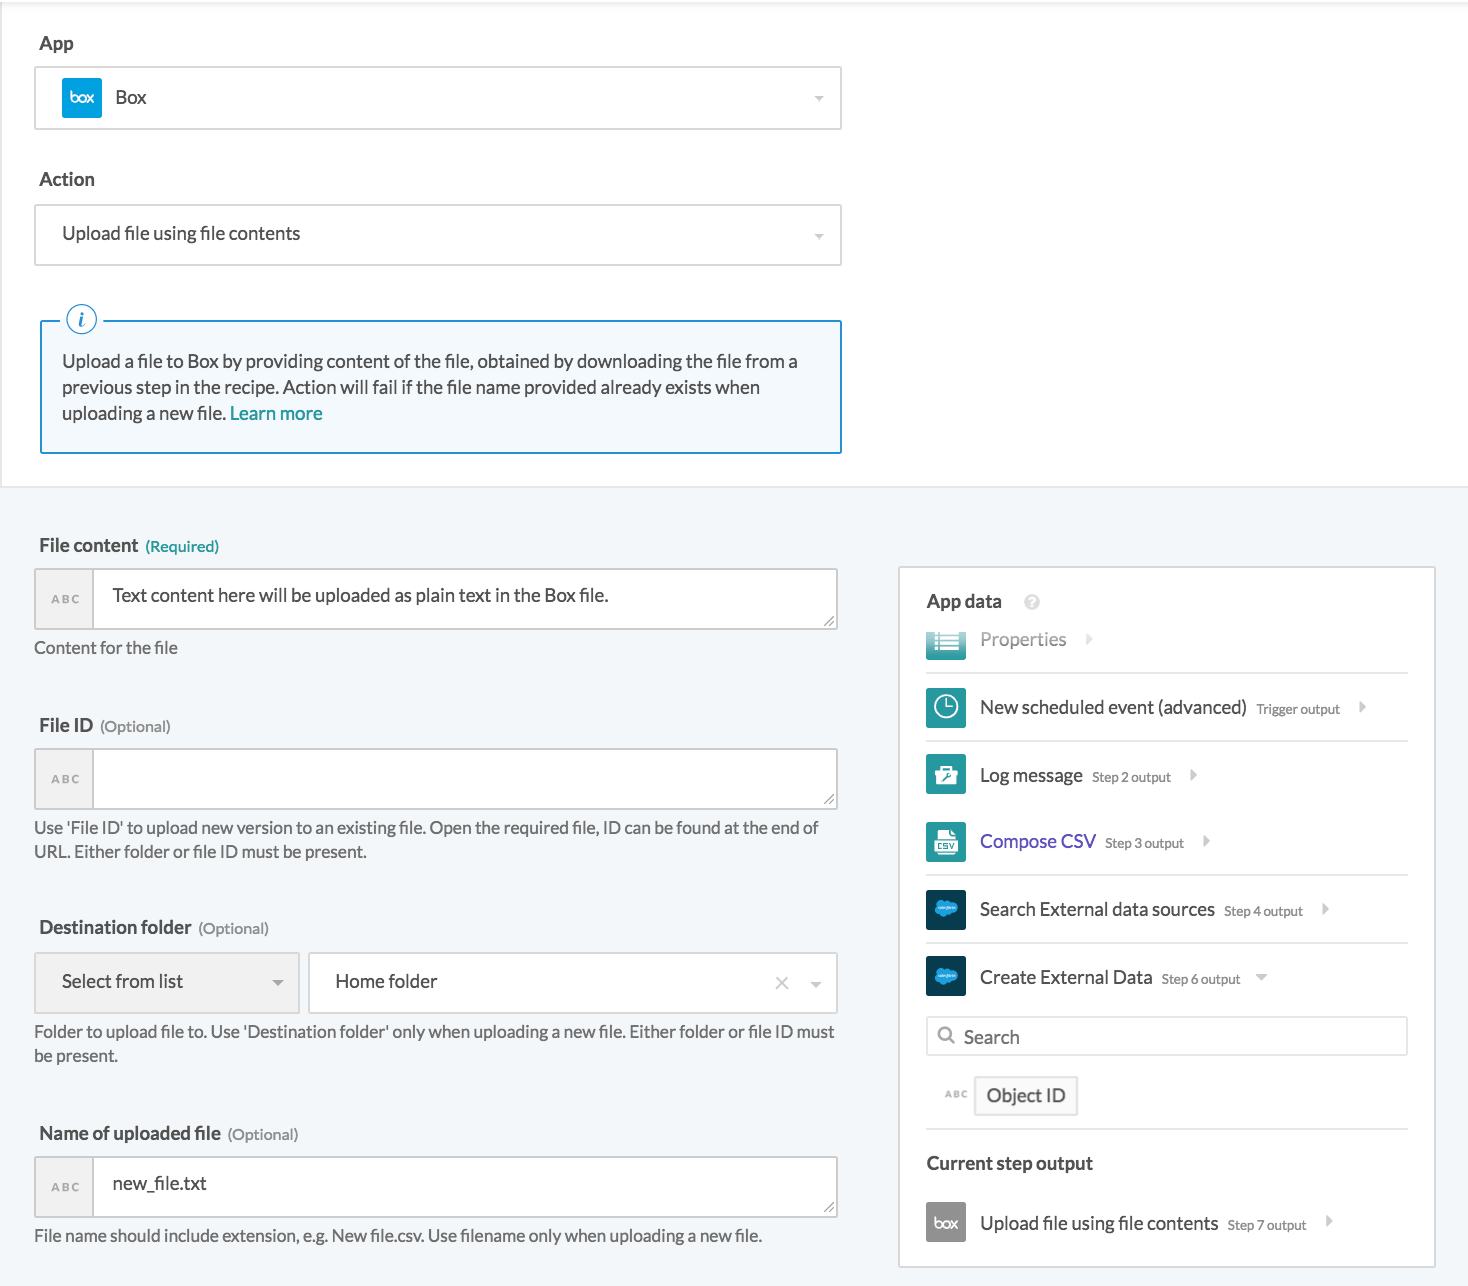 App
box Box
Action
Upload file using file contents
i
Upload a file to Box by providing content of the file, obtained by downloading the file from a
previous step in the recipe. Action will fail if the file name provided already exists when
uploading a new file. Learn more
File content (Required)
ABC Text content here will be uploaded as plain text in the Box file.
Content for the file
File ID (Optional)
ABC
Use 'File ID' to upload new version to an existing file. Open the required file, ID can be found at the end of
URL. Either folder or file ID must be present.
Destination folder (Optional)
Select from list Home folder
Folder to upload file to. Use 'Destination folder' only when uploading a new file. Either folder or file ID must
be present.
Name of uploaded file (Optional)
ABC new_file.txt
File name should include extension, e.g. New file.csv. Use filename only when uploading a new file.
App data ?
Properties
New scheduled event (advanced) Trigger output
Log message Step 2 output
CSV Compose CSV Step 3 output
Search External data sources Step 4 output
Create External Data Step 6 output
Search
ABC Object ID
Current step output
box Upload file using file contents Step 7 output